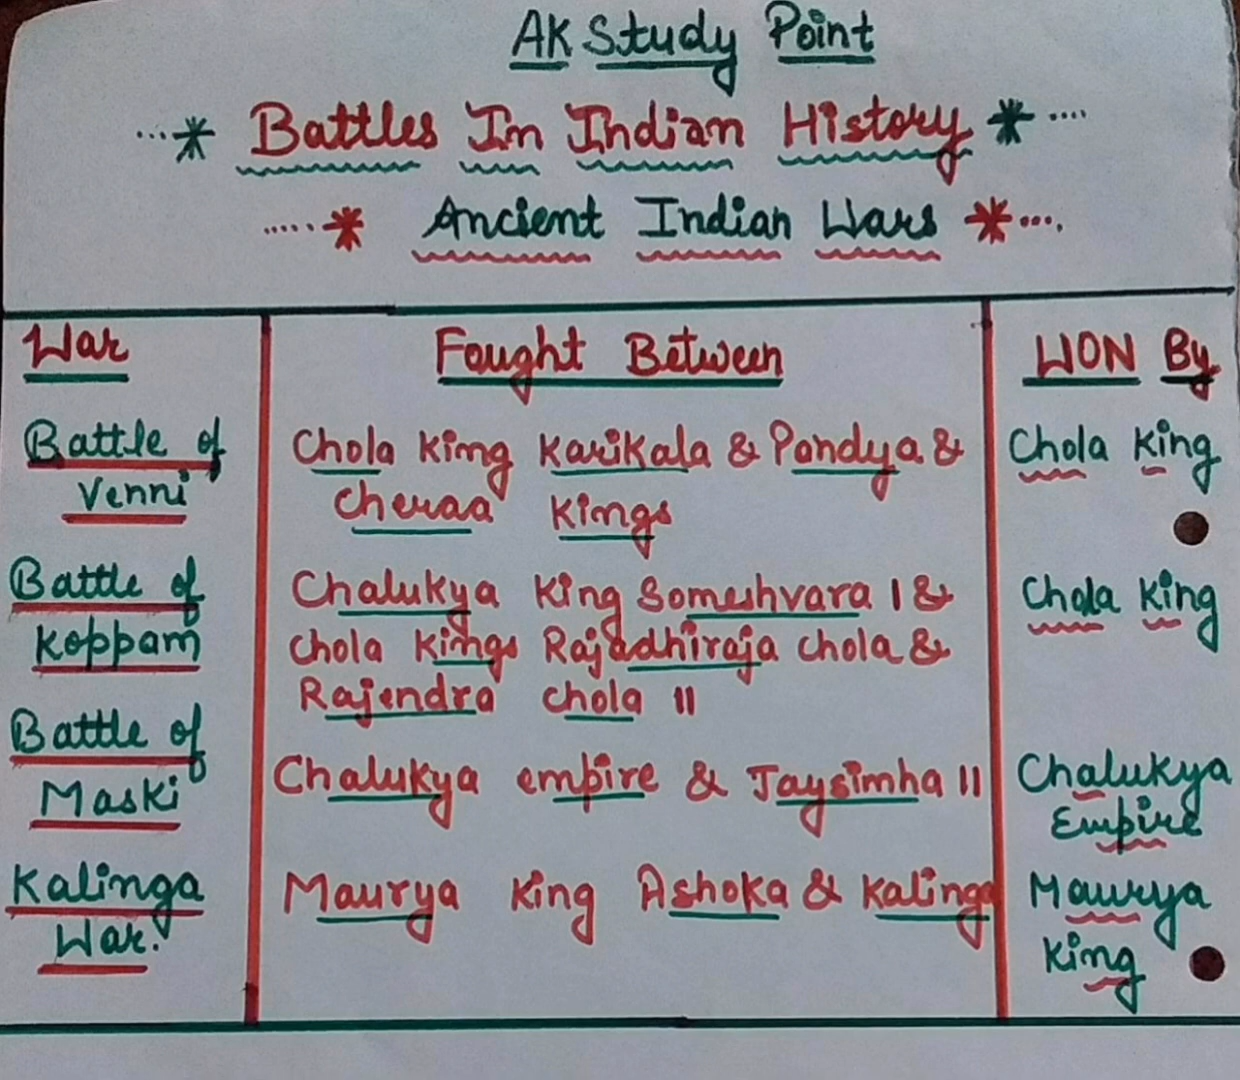 AK Study Point
Battles In Indian History
Ancient Indian Wars
War
Fought Between
WON By
Battle of
Venni
Chola King Karikala & Pandya &
Cheraa Kings
Chola King
Battle of
Koppam
Chalukya King Someshvara I &
Chola Kings Rajadhiraja Chola &
Rajendra Chola II
Chola King
Battle of
Maski
Chalukya empire & Jaysimha II
Chalukya
Empire
Kalinga
War.
Maurya King Ashoka & Kalinga
Maurya
King